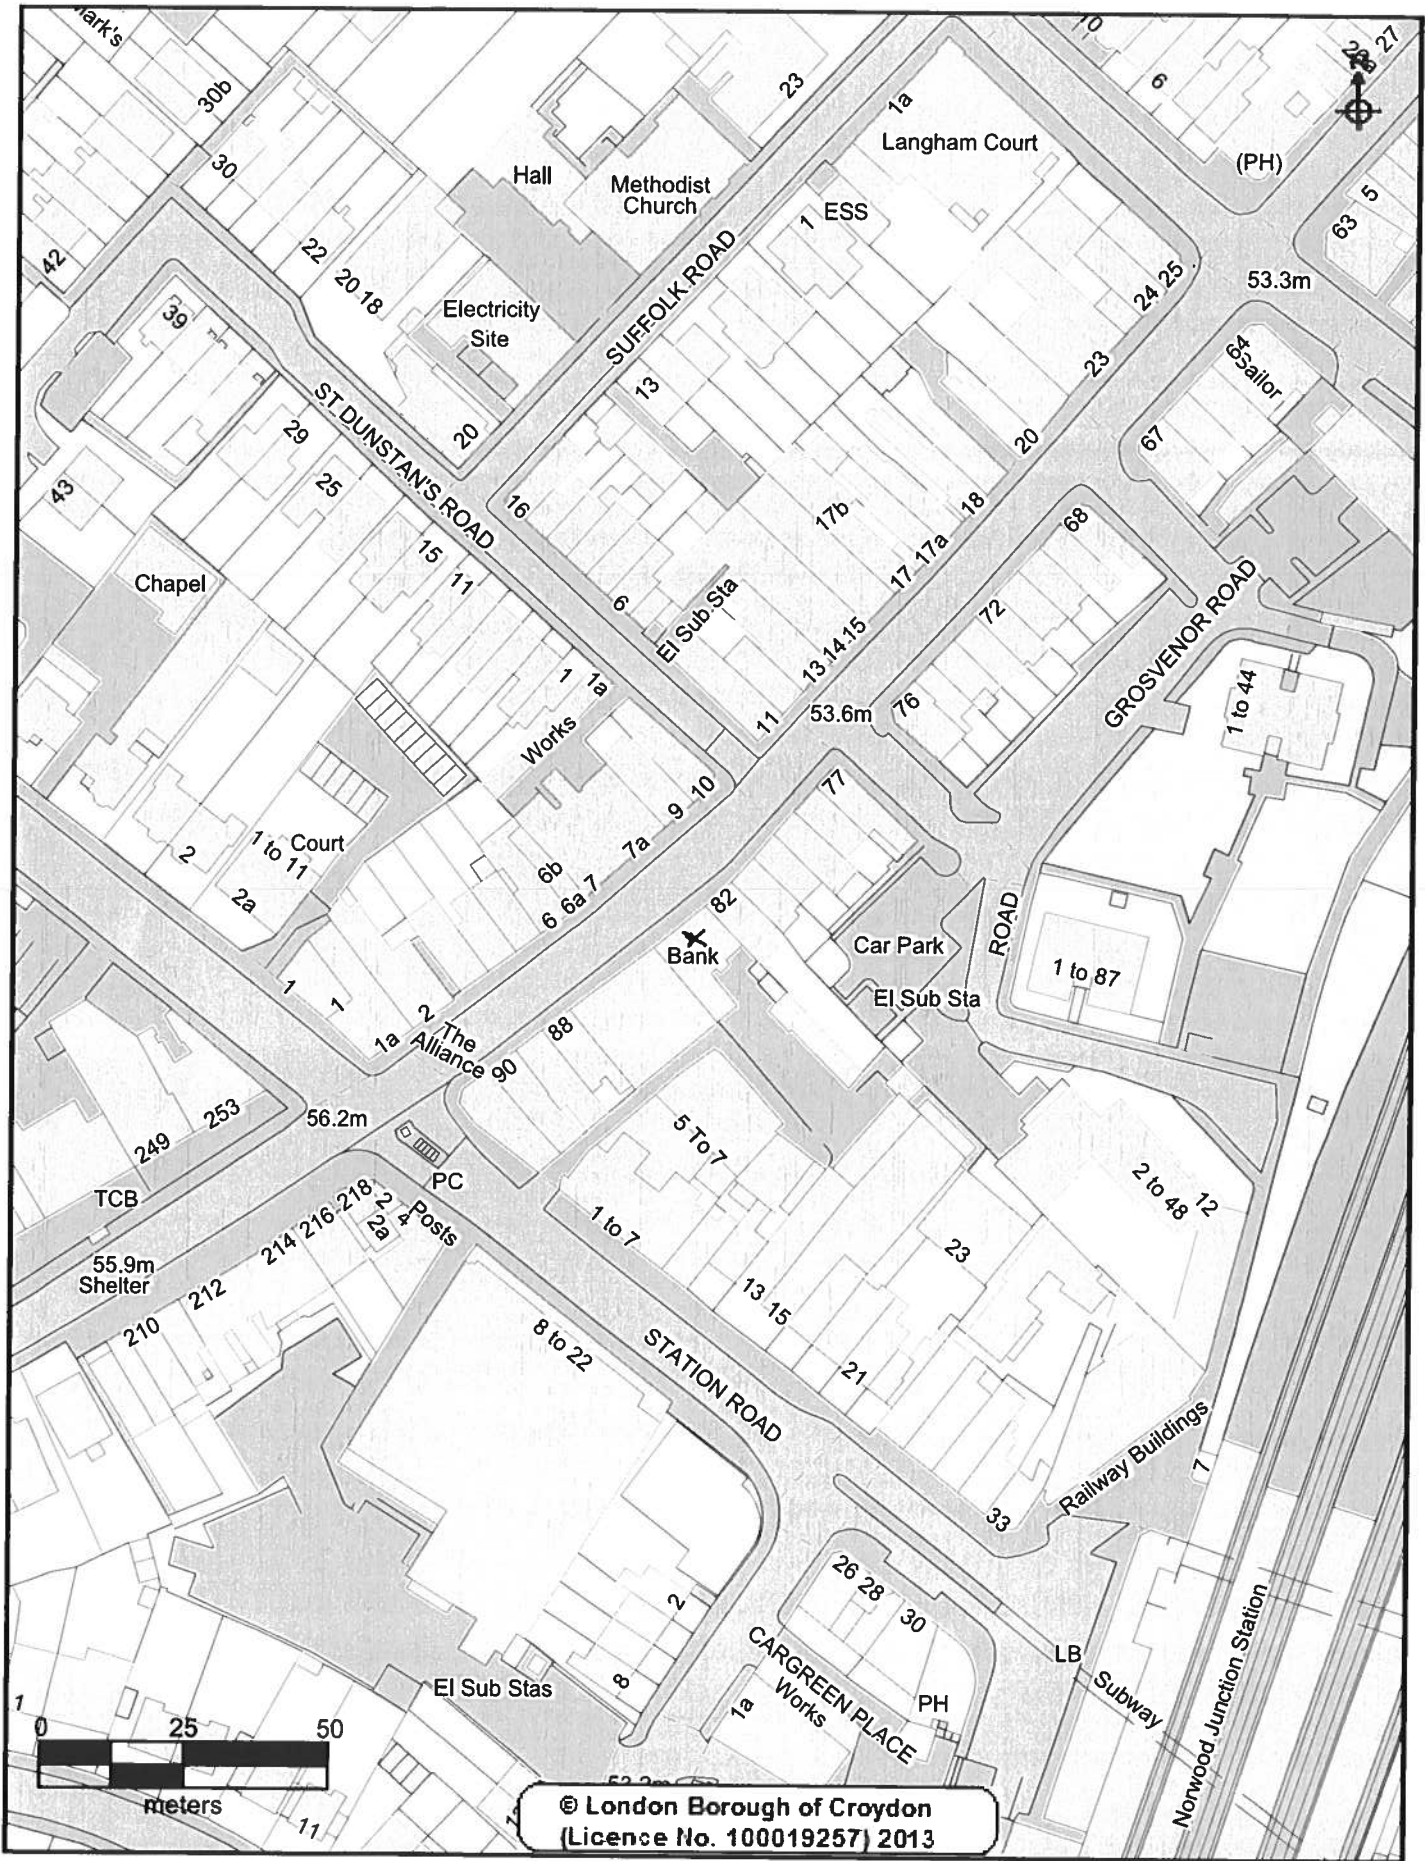 10
27
30b
23
6
1a
Langham Court
Hall
Methodist
Church
(PH)
30
5
1
ESS
63
42
22
20 18
SUFFOLK ROAD
53.3m
24 25
39
Electricity
Site
64
Sailor
23
13
ST DUNSTAN'S ROAD
29
20
20
67
43
25
16
17b
18
68
15
11
17 17a
Chapel
6
El Sub Sta
72
GROSVENOR ROAD
13 14 15
1 1a
1 to 44
11
53.6m
76
Works
77
9 10
Court
1 to 11
7a
2
6b
2a
6 6a 7
82
ROAD
Car Park
Bank
1 to 87
El Sub Sta
1
1
2
88
The
Alliance
1a
90
253
56.2m
249
5 To 7
PC
TCB
2 to 48
12
218
2
4
2a
Posts
216
214
1 to 7
23
55.9m
Shelter
212
13 15
210
8 to 22
STATION ROAD
21
Railway Buildings
7
33
26 28
30
2
CARGREEN PLACE
LB
Subway
Norwood Junction Station
8
El Sub Stas
1a
Works
PH
1
0 25 50
meters
11
© London Borough of Croydon
(Licence No. 100019257) 2013